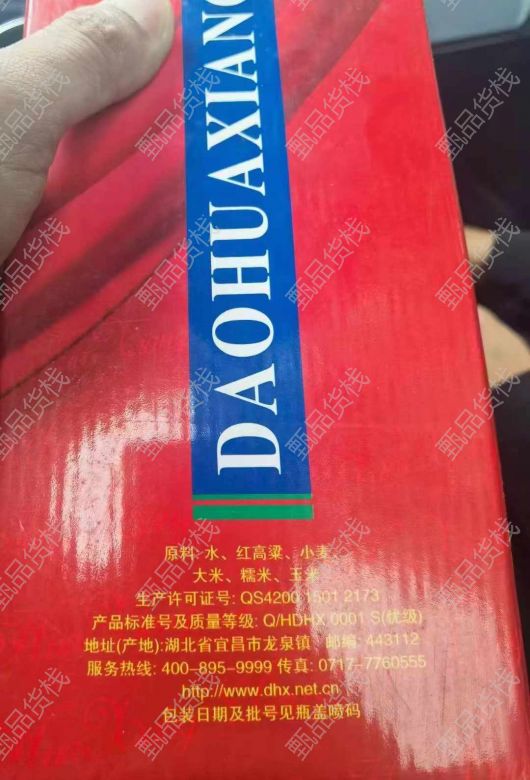 DAOHUAXIANG
原料: 水、红高粱、小麦、
大米、糯米、玉米
生产许可证号: QS4200 1501 2173
产品标准号及质量等级: Q/HDHX 0001 S(优级)
地址(产地): 湖北省宜昌市龙泉镇 邮编: 443112
服务热线: 400-895-9999 传真: 0717-7760555
http://www.dhx.net.cn
包装日期及批号见瓶盖喷码
甄品货栈